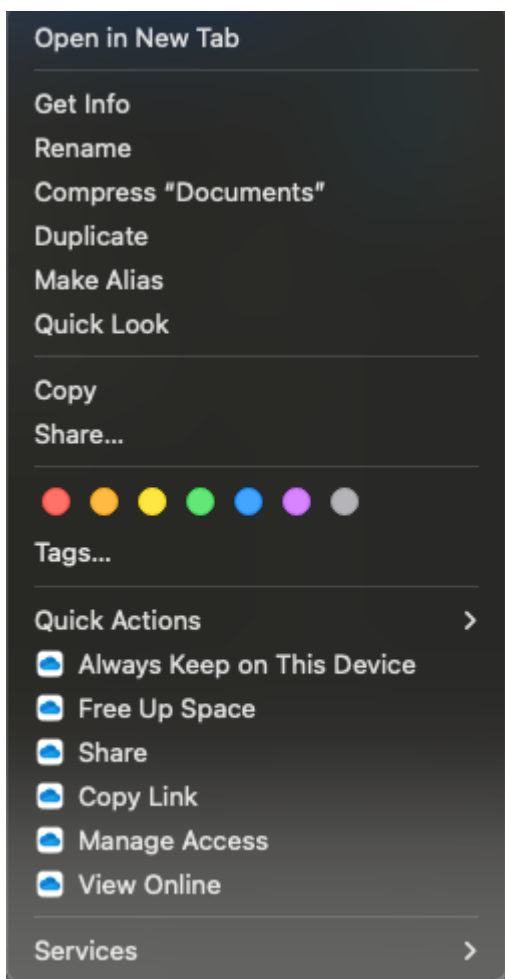 Open in New Tab
Get Info
Rename
Compress “Documents”
Duplicate
Make Alias
Quick Look
Copy
Share...
Tags...
Quick Actions
Always Keep on This Device
Free Up Space
Share
Copy Link
Manage Access
View Online
Services